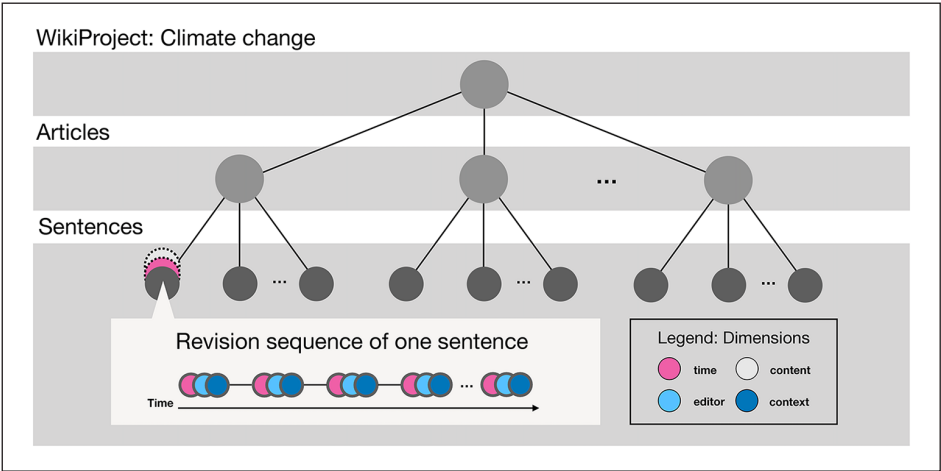 WikiProject: Climate change
Articles
...
Sentences
... ... ...
Revision sequence of one sentence
...
Time
Legend: Dimensions
time content
editor context